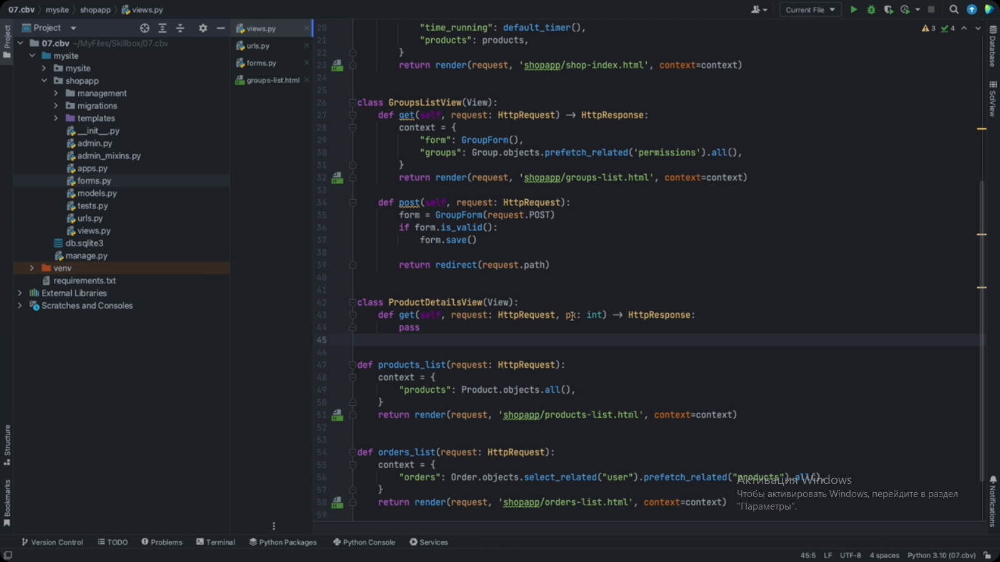 07.cbv mysite shopapp views.py
Current File
Project
Project
07.cbv ~/MyFiles/Skillbox/07.cbv
mysite
mysite
shopapp
management
migrations
templates
__init__.py
admin.py
admin_mixins.py
apps.py
forms.py
models.py
tests.py
urls.py
views.py
db.sqlite3
manage.py
venv
requirements.txt
External Libraries
Scratches and Consoles
Structure
Bookmarks
views.py
urls.py
forms.py
groups-list.html
3 4
20 "time_running": default_timer(),
21 "products": products,
22 }
23 return render(request, 'shopapp/shop-index.html', context=context)
24
25
26 class GroupsListView(View):
27 def get(self, request: HttpRequest) → HttpResponse:
28 context = {
29 "form": GroupForm(),
30 "groups": Group.objects.prefetch_related('permissions').all(),
31 }
32 return render(request, 'shopapp/groups-list.html', context=context)
33
34 def post(self, request: HttpRequest):
35 form = GroupForm(request.POST)
36 if form.is_valid():
37 form.save()
38
39 return redirect(request.path)
40
41
42 class ProductDetailsView(View):
43 def get(self, request: HttpRequest, pk: int) → HttpResponse:
44 pass
45
46
47 def products_list(request: HttpRequest):
48 context = {
49 "products": Product.objects.all(),
50 }
51 return render(request, 'shopapp/products-list.html', context=context)
52
53
54 def orders_list(request: HttpRequest):
55 context = {
56 "orders": Order.objects.select_related("user").prefetch_related("products").all(),
57 }
58 return render(request, 'shopapp/orders-list.html', context=context)
59
Активация Windows
Чтобы активировать Windows, перейдите в раздел
"Параметры".
Database
SciView
Notifications
Version Control TODO Problems Terminal Python Packages Python Console Services
45:5 LF UTF-8 4 spaces Python 3.10 (07.cbv)